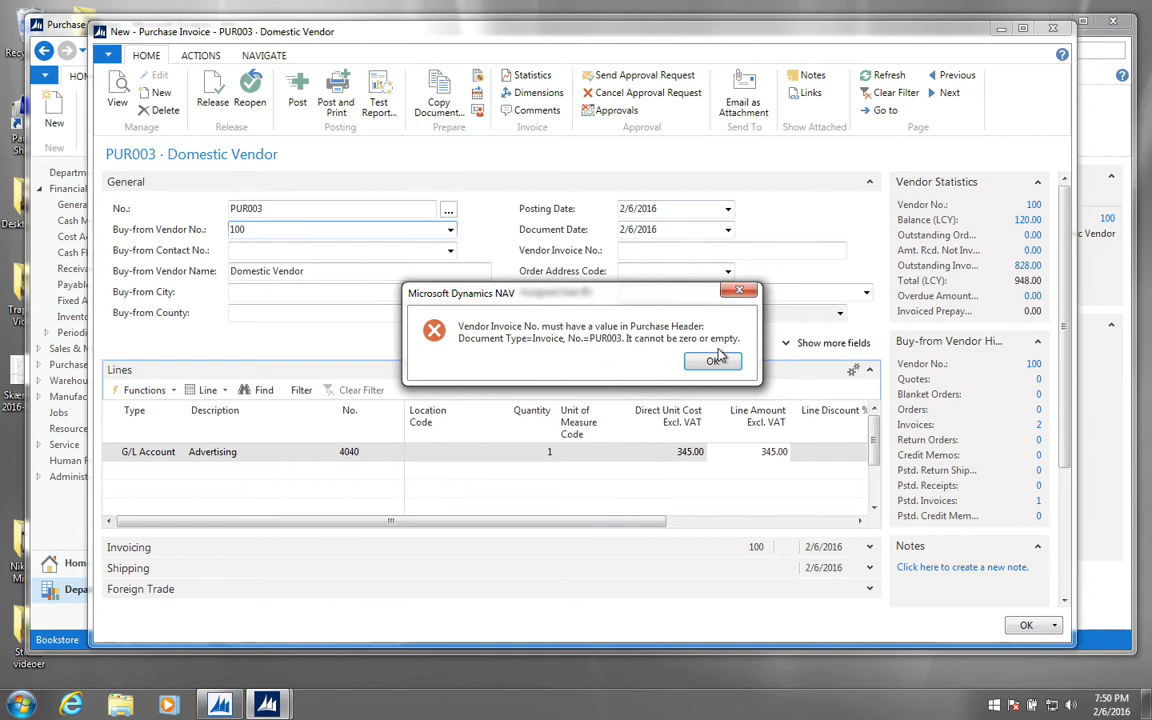 Purchase
New - Purchase Invoice - PUR003 · Domestic Vendor
HOME
ACTIONS
NAVIGATE
View
Edit
New
Delete
Manage
Release
Reopen
Release
Post
Post and Print
Test Report...
Posting
Copy Document...
Prepare
Statistics
Dimensions
Comments
Invoice
Send Approval Request
Cancel Approval Request
Approvals
Approval
Email as Attachment
Send To
Notes
Links
Show Attached
Refresh
Clear Filter
Go to
Previous
Next
Page
New
New
PUR003 · Domestic Vendor
General
No.: PUR003
Buy-from Vendor No.: 100
Buy-from Contact No.:
Buy-from Vendor Name: Domestic Vendor
Buy-from City:
Buy-from County:
Posting Date: 2/6/2016
Document Date: 2/6/2016
Vendor Invoice No.:
Order Address Code:
Show more fields
Microsoft Dynamics NAV
Vendor Invoice No. must have a value in Purchase Header:
Document Type=Invoice, No.=PUR003. It cannot be zero or empty.
OK
Lines
Functions Line Find Filter Clear Filter
Type Description No. Location Code Quantity Unit of Measure Code Direct Unit Cost Excl. VAT Line Amount Excl. VAT Line Discount %
G/L Account Advertising 4040 1 345.00 345.00
Invoicing 100 2/6/2016
Shipping 2/6/2016
Foreign Trade
Vendor Statistics
Vendor No.: 100
Balance (LCY): 120.00
Outstanding Ord...
Amt. Rcd. Not Inv...
Outstanding Invo... 828.00
Total (LCY) 948.00
Overdue Amount... 0
Invoiced Prepay... 0
Buy-from Vendor Hi...
Vendor No.: 100
Quotes: 0
Blanket Orders: 0
Orders: 0
Invoices: 2
Return Orders: 0
Credit Memos: 0
Pstd. Return Ship... 0
Pstd. Receipts: 0
Pstd. Invoices: 1
Pstd. Credit Mem... 0
Notes
Click here to create a new note.
OK
100
Vendor
Bookstore
7:50 PM
2/6/2016